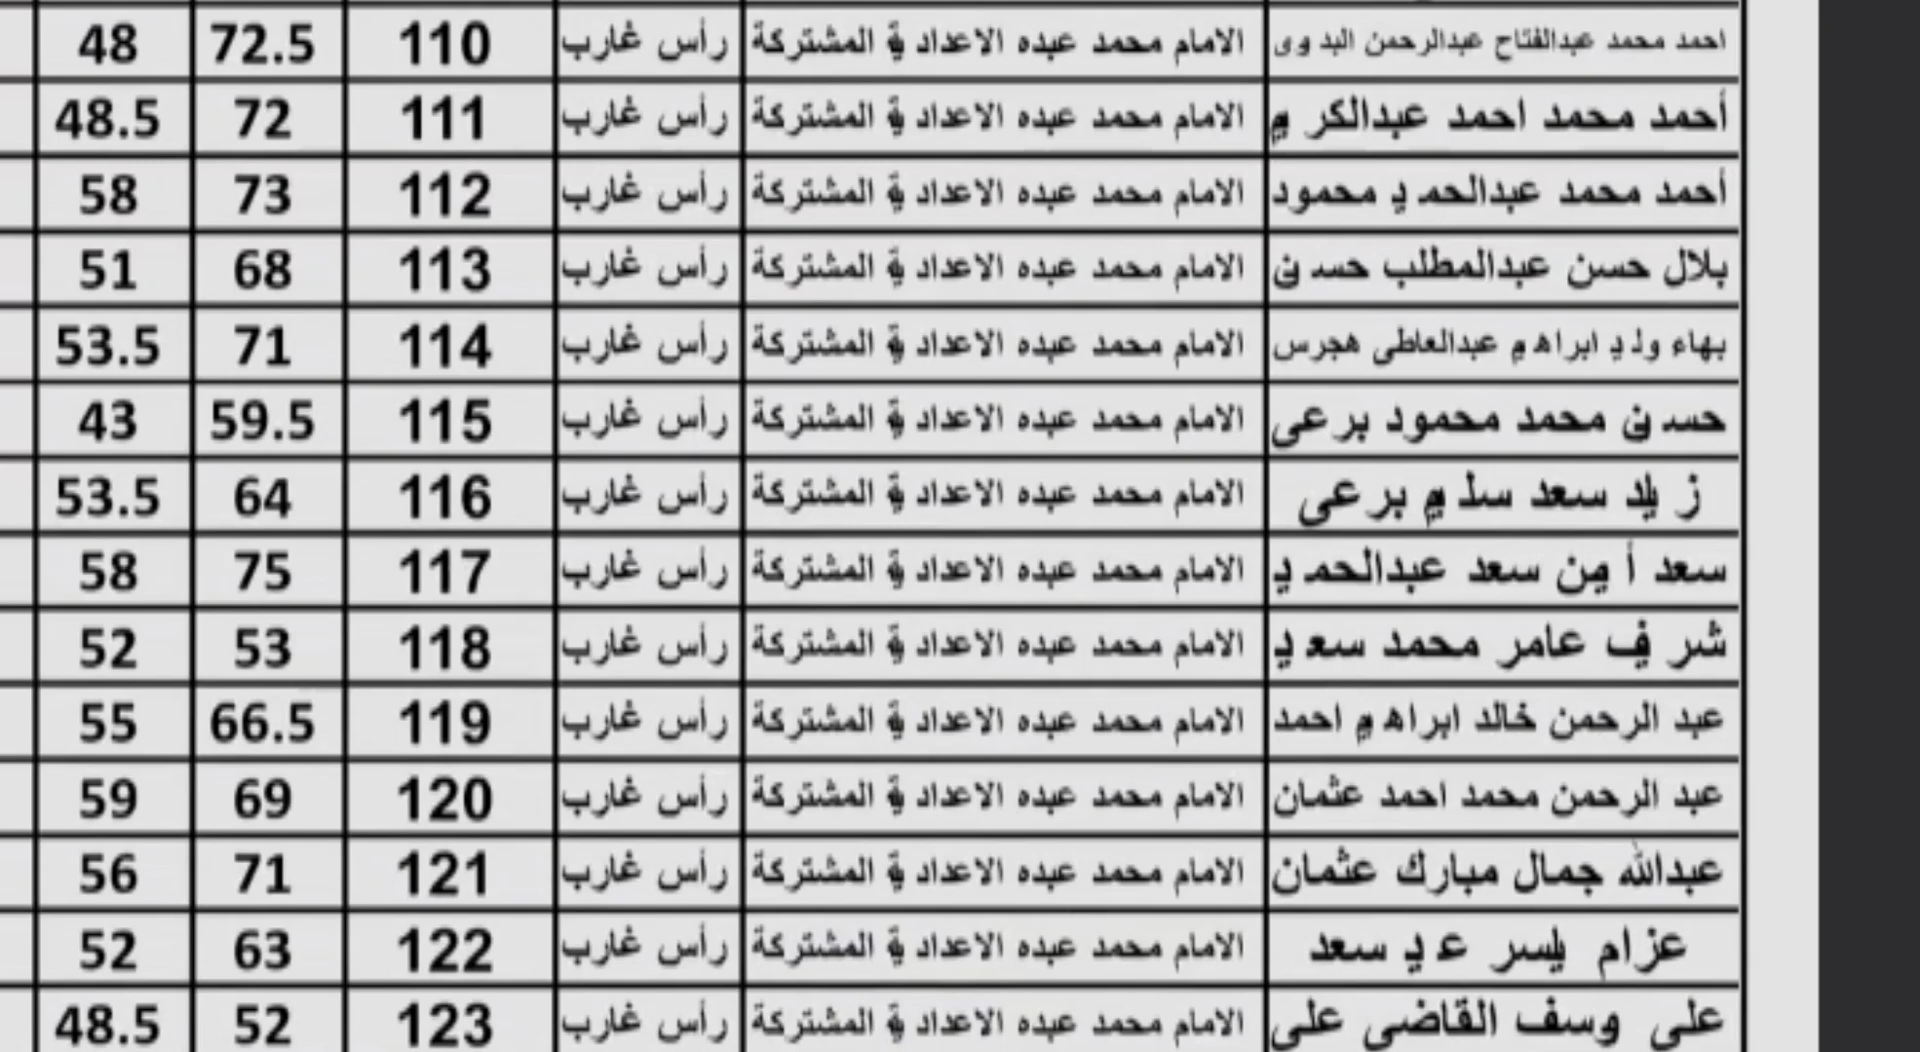 احمد محمد عبدالفتاح عبدالرحمن البدوى الامام محمد عبده الاعدادية المشتركة رأس غارب 110 72.5 48
أحمد محمد احمد عبدالكريم الامام محمد عبده الاعدادية المشتركة رأس غارب 111 72 48.5
أحمد محمد عبدالحميد محمود الامام محمد عبده الاعدادية المشتركة رأس غارب 112 73 58
بلال حسن عبدالمطلب حسين الامام محمد عبده الاعدادية المشتركة رأس غارب 113 68 51
بهاء وليد ابراهيم عبدالعاطى هجرس الامام محمد عبده الاعدادية المشتركة رأس غارب 114 71 53.5
حسين محمد محمود برعى الامام محمد عبده الاعدادية المشتركة رأس غارب 115 59.5 43
زياد سعد سليم برعى الامام محمد عبده الاعدادية المشتركة رأس غارب 116 64 53.5
سعد أمين سعد عبدالحميد الامام محمد عبده الاعدادية المشتركة رأس غارب 117 75 58
شريف عامر محمد سعيد الامام محمد عبده الاعدادية المشتركة رأس غارب 118 53 52
عبد الرحمن خالد ابراهيم احمد الامام محمد عبده الاعدادية المشتركة رأس غارب 119 66.5 55
عبد الرحمن محمد احمد عثمان الامام محمد عبده الاعدادية المشتركة رأس غارب 120 69 59
عبدالله جمال مبارك عثمان الامام محمد عبده الاعدادية المشتركة رأس غارب 121 71 56
عزام ياسر عيد سعد الامام محمد عبده الاعدادية المشتركة رأس غارب 122 63 52
على يوسف القاضى على الامام محمد عبده الاعدادية المشتركة رأس غارب 123 52 48.5